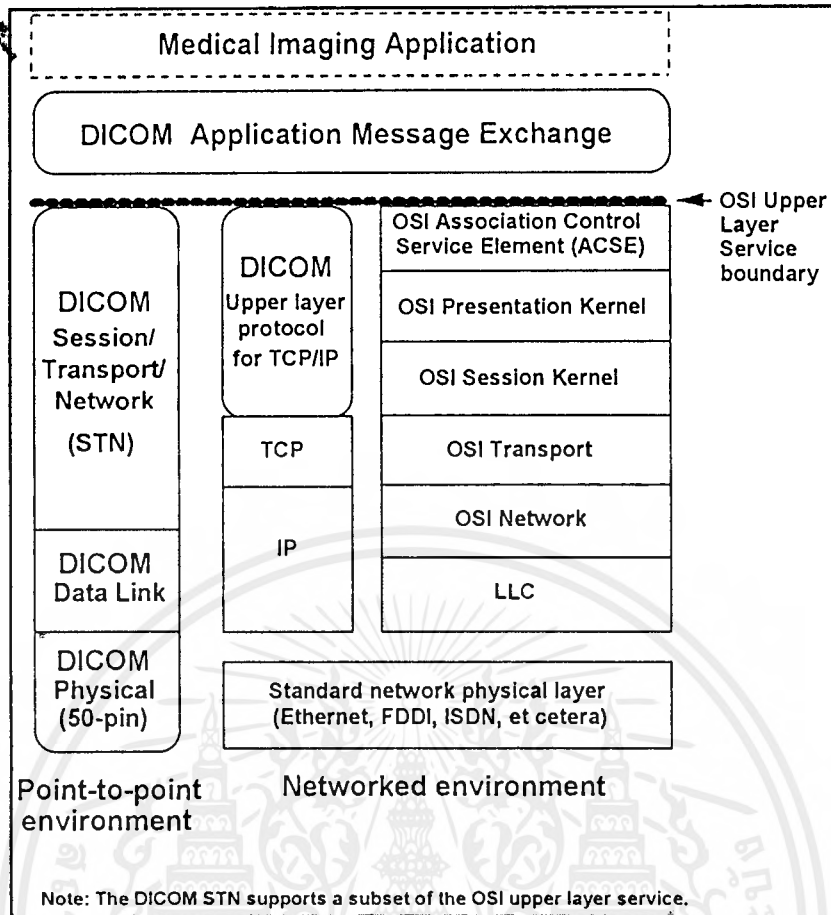 Medical Imaging Application
DICOM Application Message Exchange
OSI Upper
Layer
Service
boundary
DICOM
Session/
Transport/
Network
(STN)
DICOM
Data Link
DICOM
Physical
(50-pin)
DICOM
Upper layer
protocol
for TCP/IP
TCP
IP
OSI Association Control
Service Element (ACSE)
OSI Presentation Kernel
OSI Session Kernel
OSI Transport
OSI Network
LLC
Standard network physical layer
(Ethernet, FDDI, ISDN, et cetera)
Point-to-point
environment
Networked environment
Note: The DICOM STN supports a subset of the OSI upper layer service.